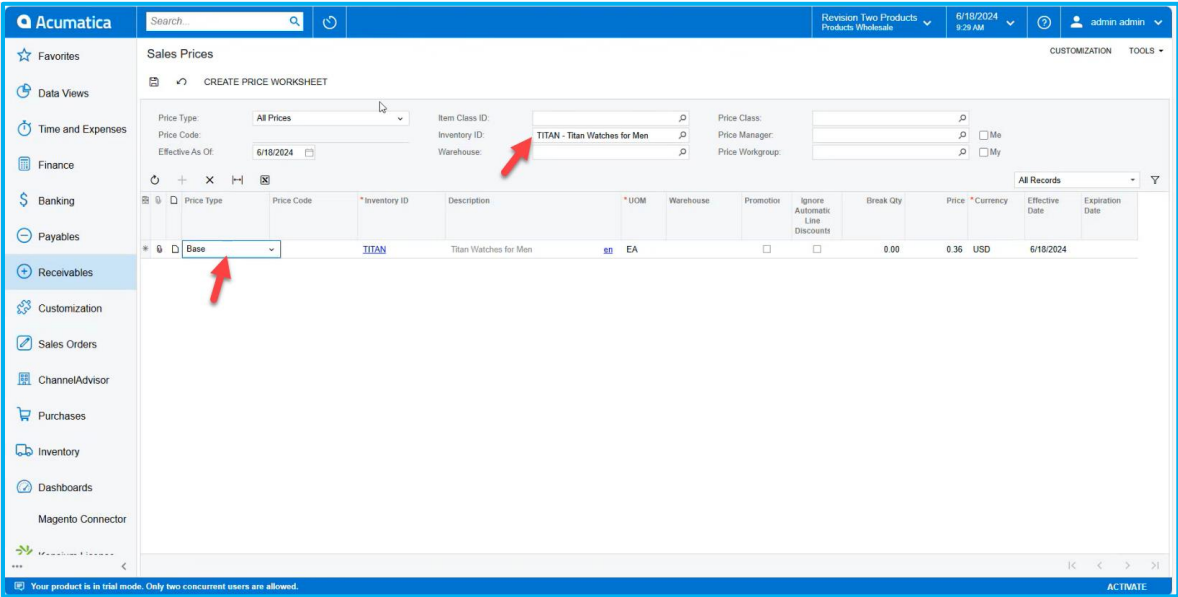 Acumatica
Search...
Revision Two Products
Products Wholesale
6/18/2024
9:29 AM
admin admin
Favorites
Data Views
Time and Expenses
Finance
Banking
Payables
Receivables
Customization
Sales Orders
ChannelAdvisor
Purchases
Inventory
Dashboards
Magento Connector
Sales Prices
CUSTOMIZATION TOOLS
CREATE PRICE WORKSHEET
Price Type: All Prices Item Class ID: Price Class:
Price Code: Inventory ID: TITAN - Titan Watches for Men Price Manager: Me
Effective As Of: 6/18/2024 Warehouse: Price Workgroup: My
All Records
Price Type Price Code *Inventory ID Description *UOM Warehouse Promotion Ignore Automatic Line Discounts Break Qty Price *Currency Effective Date Expiration Date
Base TITAN Titan Watches for Men en EA 0.00 0.36 USD 6/18/2024
Your product is in trial mode. Only two concurrent users are allowed. ACTIVATE